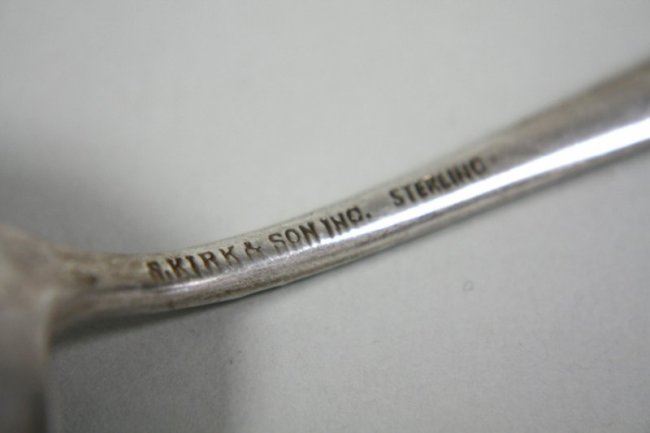 S. KIRK & SON INC. STERLING